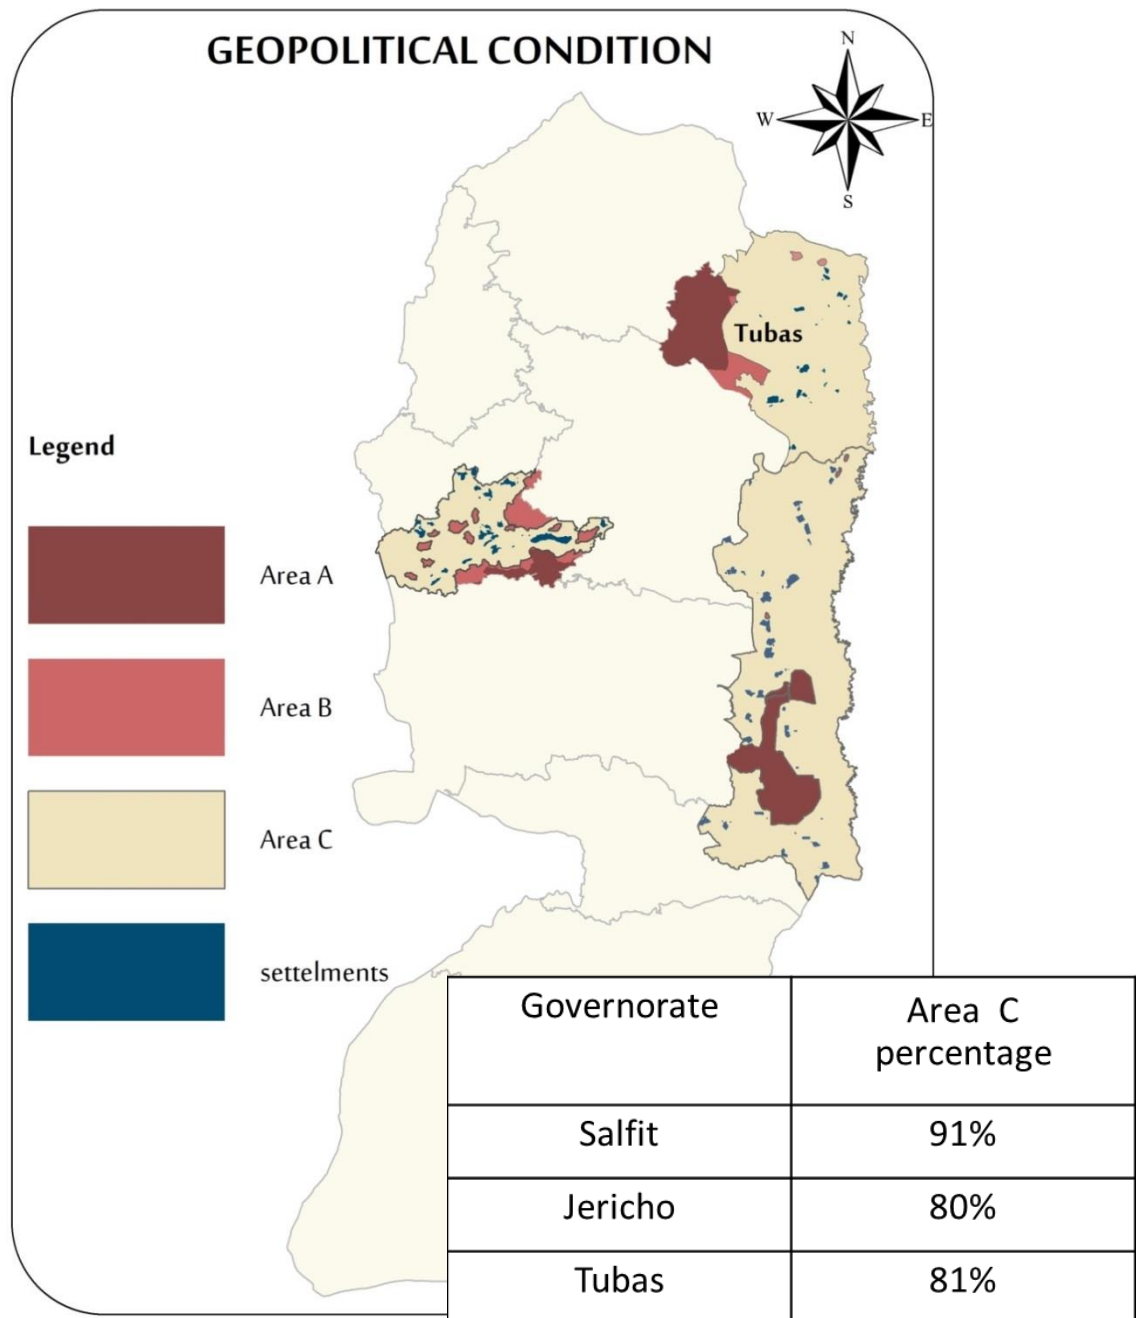 GEOPOLITICAL CONDITION
N
W
E
S
Tubas
Legend
Area A
Area B
Area C
settelments
Governorate
Area C
percentage
Salfit
91%
Jericho
80%
Tubas
81%